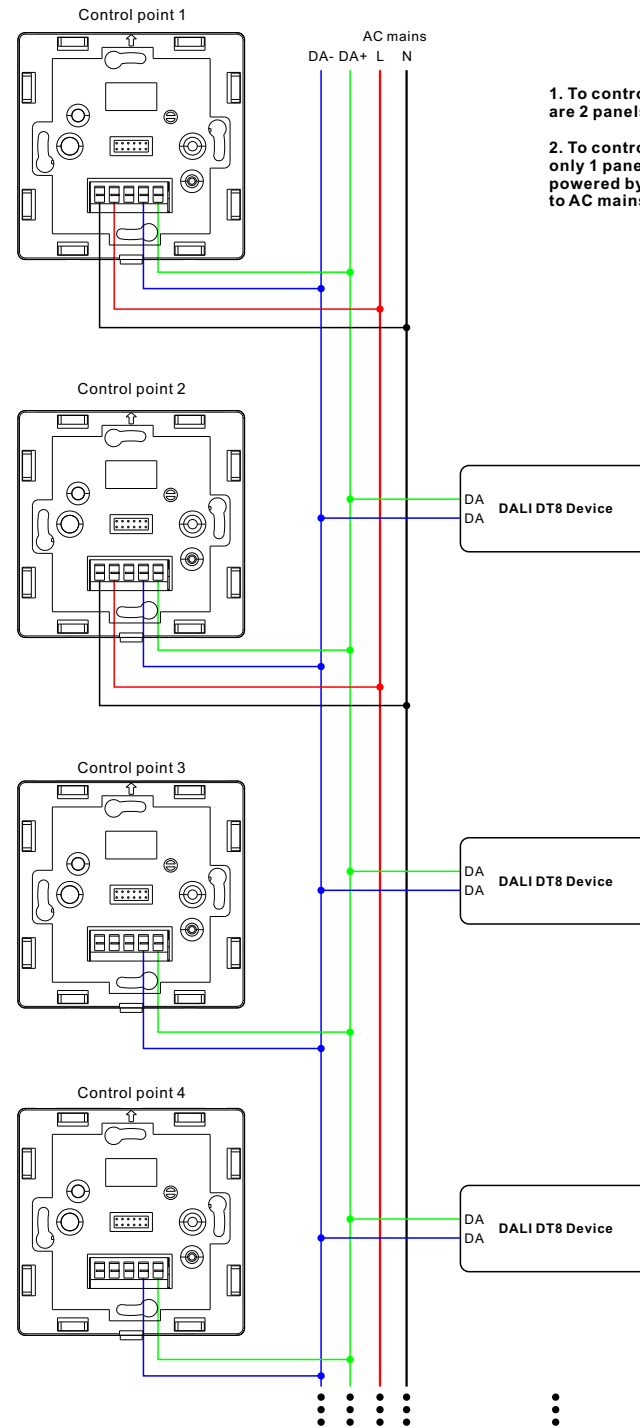 Control point 1
AC mains
DA- DA+ L N
1. To contro
are 2 panels
2. To contro
only 1 pane
powered by
to AC mains
Control point 2
DA
DA
DALI DT8 Device
Control point 3
DA
DA
DALI DT8 Device
Control point 4
DA
DA
DALI DT8 Device